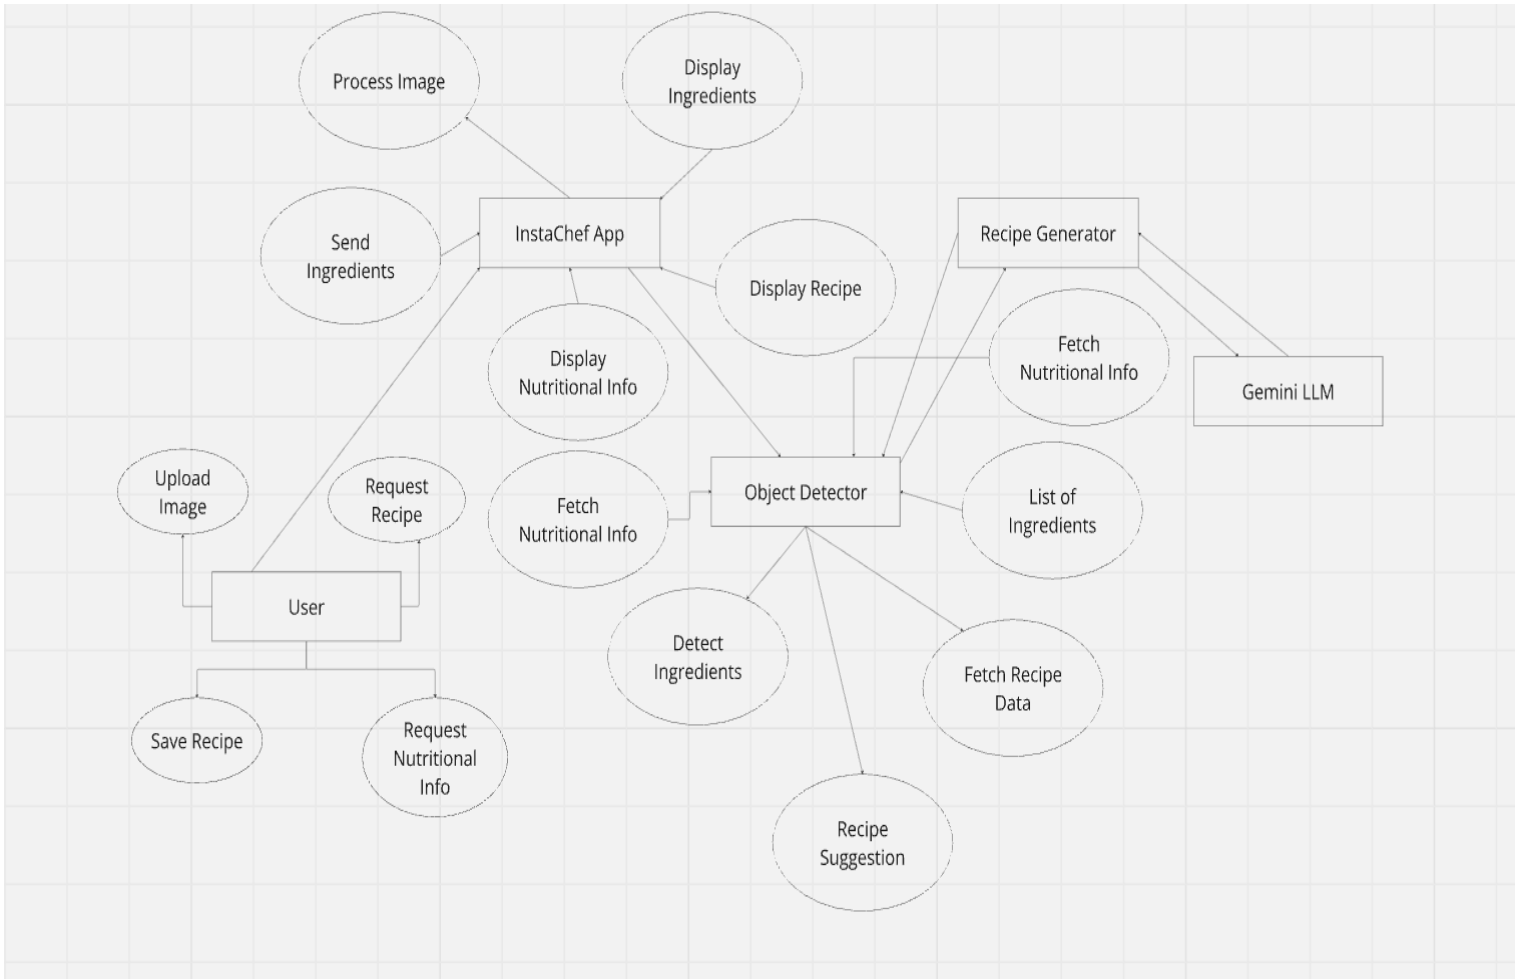 Process Image
Display
Ingredients
InstaChef App
Recipe Generator
Send
Ingredients
Display Recipe
Display
Nutritional Info
Fetch
Nutritional Info
Gemini LLM
Upload
Image
Request
Recipe
Object Detector
Fetch
Nutritional Info
List of
Ingredients
User
Detect
Ingredients
Fetch Recipe
Data
Save Recipe
Request
Nutritional
Info
Recipe
Suggestion